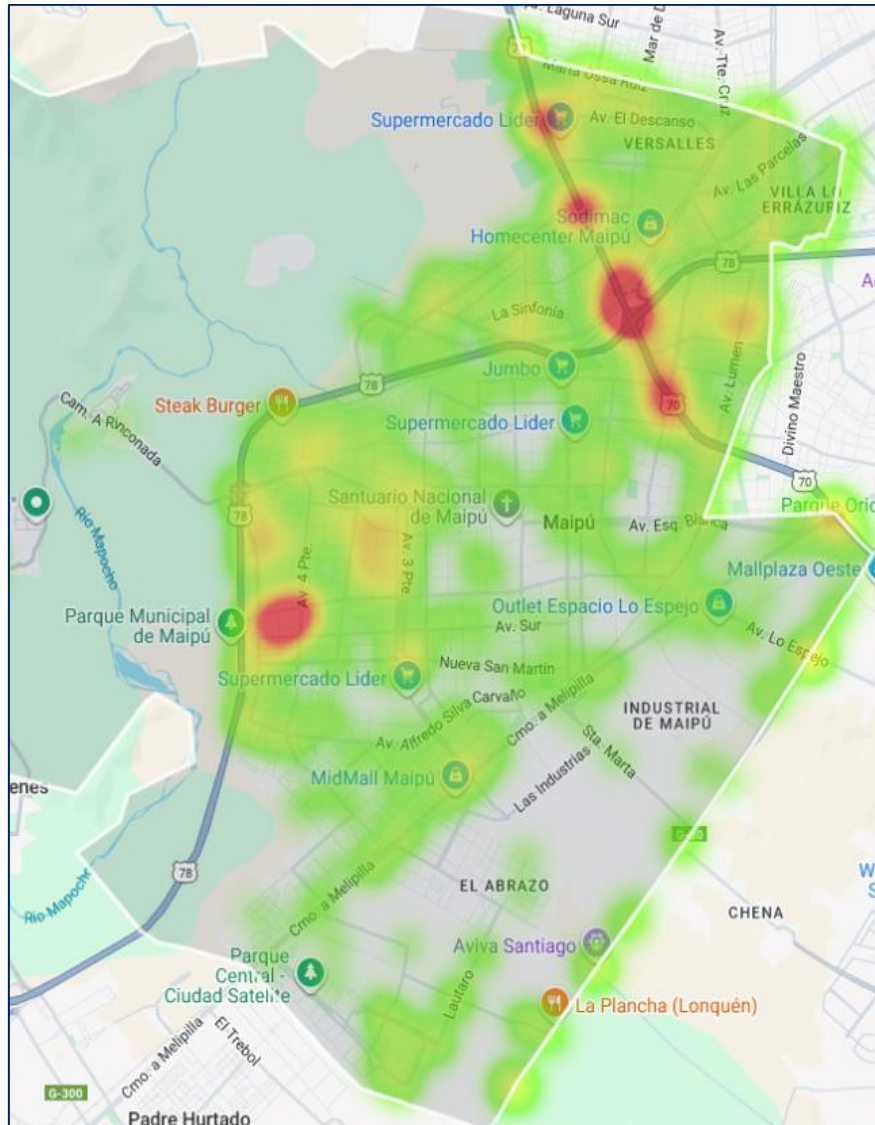 Laguna Sur
Mar de D
Av. Tte. Cruz
70
Marta Ossa Ruiz
Supermercado Lider
Av. El Descanso
VERSALLES
Av. Las Parcelas
VILLA LO
ERRÁZURIZ
Sodimac
Homecenter Maipú
78
La Sinfonía
Jumbo
78
Av. Lumen
Steak Burger
70
Supermercado Lider
Divino Maestro
Cam. A Rinconada
70
Santuario Nacional
de Maipú
Maipú
Av. Esq. Blanca
Parque Orie
78
Río Mapocho
Av. 4 Pte.
Av. 3 Pte.
Mallplaza Oeste
Outlet Espacio Lo Espejo
Parque Municipal
de Maipú
Av. Sur
Av. Lo Espejo
Nueva San Martín
Supermercado Lider
Carvallo
Av. Alfredo Silva
Cmo. a Melipilla
INDUSTRIAL
DE MAIPÚ
Sta. Marta
MidMall Maipú
Las Industrias
enes
78
Río Mapocho
Cmo. a Melipilla
EL ABRAZO
CHENA
W
S
Aviva Santiago
Parque
Central -
Ciudad Satelite
Lautaro
La Plancha (Lonquén)
Cmo. a Melipilla
El Trebol
G-300
Padre Hurtado